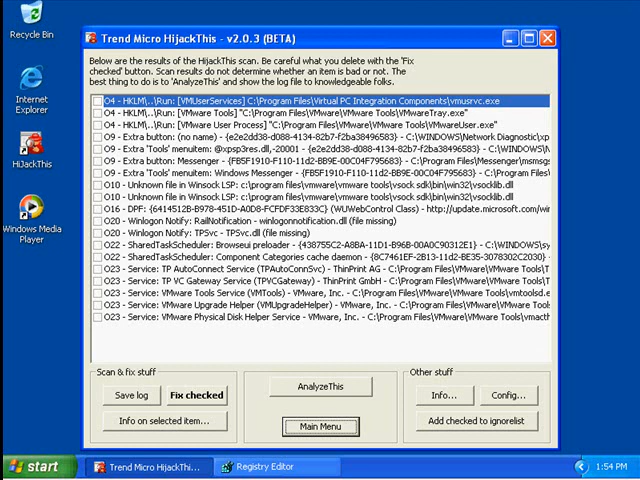 Recycle Bin
Internet
Explorer
HiJackThis
Windows Media
Player
Trend Micro HijackThis - v2.0.3 (BETA)
Below are the results of the HijackThis scan. Be careful what you delete with the 'Fix
checked' button. Scan results do not determine whether an item is bad or not. The
best thing to do is to 'AnalyzeThis' and show the log file to knowledgeable folks.
O4 - HKLM\..\Run: [VMUserServices] C:\Program Files\Virtual PC Integration Components\vmusrvc.exe
O4 - HKLM\..\Run: [VMware Tools] "C:\Program Files\VMware\VMware Tools\VMwareTray.exe"
O4 - HKLM\..\Run: [VMware User Process] "C:\Program Files\VMware\VMware Tools\VMwareUser.exe"
O9 - Extra button: (no name) - {e2e2dd38-d088-4134-82b7-f2ba38496583} - C:\WINDOWS\Network Diagnostic\xp
O9 - Extra 'Tools' menuitem: @xpsp3res.dll,-20001 - {e2e2dd38-d088-4134-82b7-f2ba38496583} - C:\WINDOW
O9 - Extra button: Messenger - {FB5F1910-F110-11d2-BB9E-00C04F795683} - C:\Program Files\Messenger\msmsgs
O9 - Extra 'Tools' menuitem: Windows Messenger - {FB5F1910-F110-11d2-BB9E-00C04F795683} - C:\Program File
O10 - Unknown file in Winsock LSP: c:\program files\vmware\vmware tools\vsock sdk\bin\win32\vsocklib.dll
O10 - Unknown file in Winsock LSP: c:\program files\vmware\vmware tools\vsock sdk\bin\win32\vsocklib.dll
O16 - DPF: {6414512B-B978-451D-A0D8-FCFDF33E833C} (WUWebControl Class) - http://update.microsoft.com/win
O20 - Winlogon Notify: RailNotification - winlogonnotification.dll (file missing)
O20 - Winlogon Notify: TPSvc - TPSvc.dll (file missing)
O22 - SharedTaskScheduler: Browseui preloader - {438755C2-A8BA-11D1-B96B-00A0C90312E1} - C:\WINDOWS\sy
O22 - SharedTaskScheduler: Component Categories cache daemon - {8C7461EF-2B13-11d2-BE35-3078302C2030} -
O23 - Service: TP AutoConnect Service (TPAutoConnSvc) - ThinPrint AG - C:\Program Files\VMware\VMware Tools\T
O23 - Service: TP VC Gateway Service (TPVCGateway) - ThinPrint GmbH - C:\Program Files\VMware\VMware Tools\
O23 - Service: VMware Tools Service (VMTools) - VMware, Inc. - C:\Program Files\VMware\VMware Tools\vmtoolsd.e
O23 - Service: VMware Upgrade Helper (VMUpgradeHelper) - VMware, Inc. - C:\Program Files\VMware\VMware Too
O23 - Service: VMware Physical Disk Helper Service - VMware, Inc. - C:\Program Files\VMware\VMware Tools\vmacth
Scan & fix stuff
Other stuff
Save log
Fix checked
AnalyzeThis
Info...
Config...
Info on selected item...
Main Menu
Add checked to ignorelist
start
Trend Micro HijackThi...
Registry Editor
1:54 PM